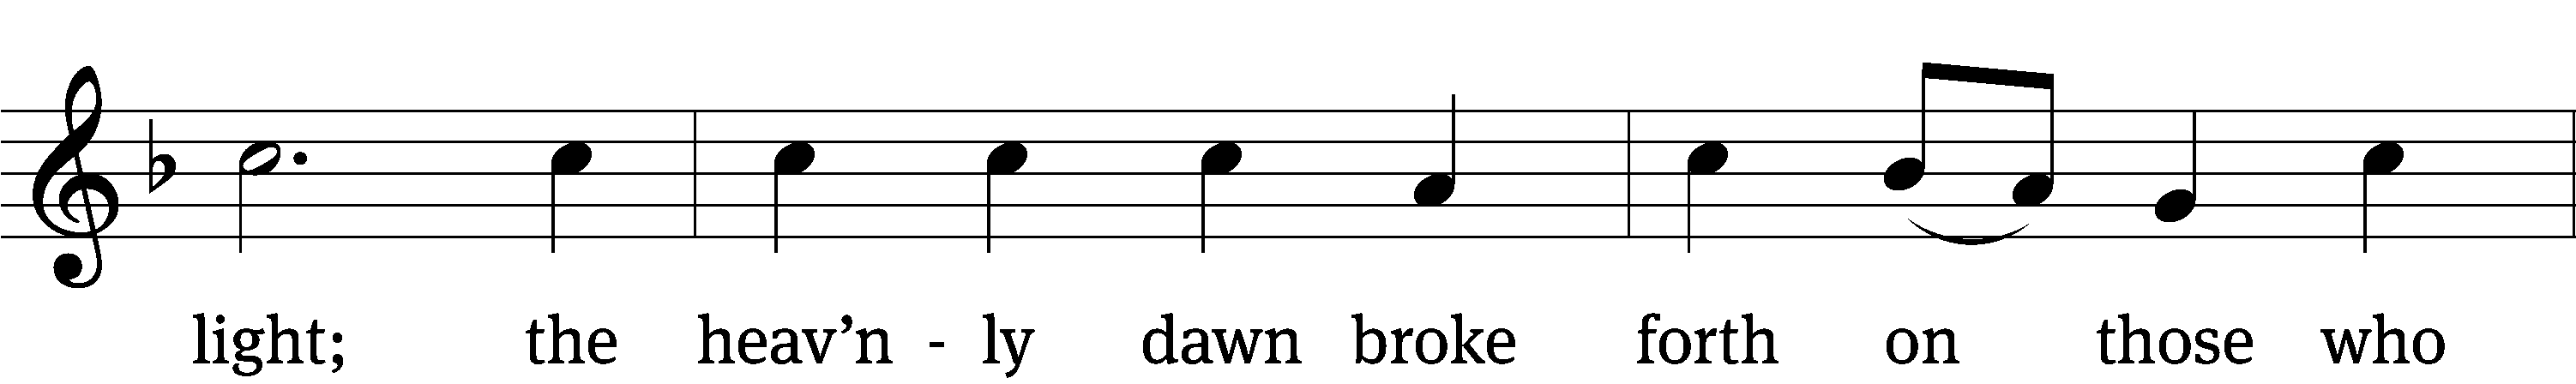 light; the heav’n - ly dawn broke forth on those who